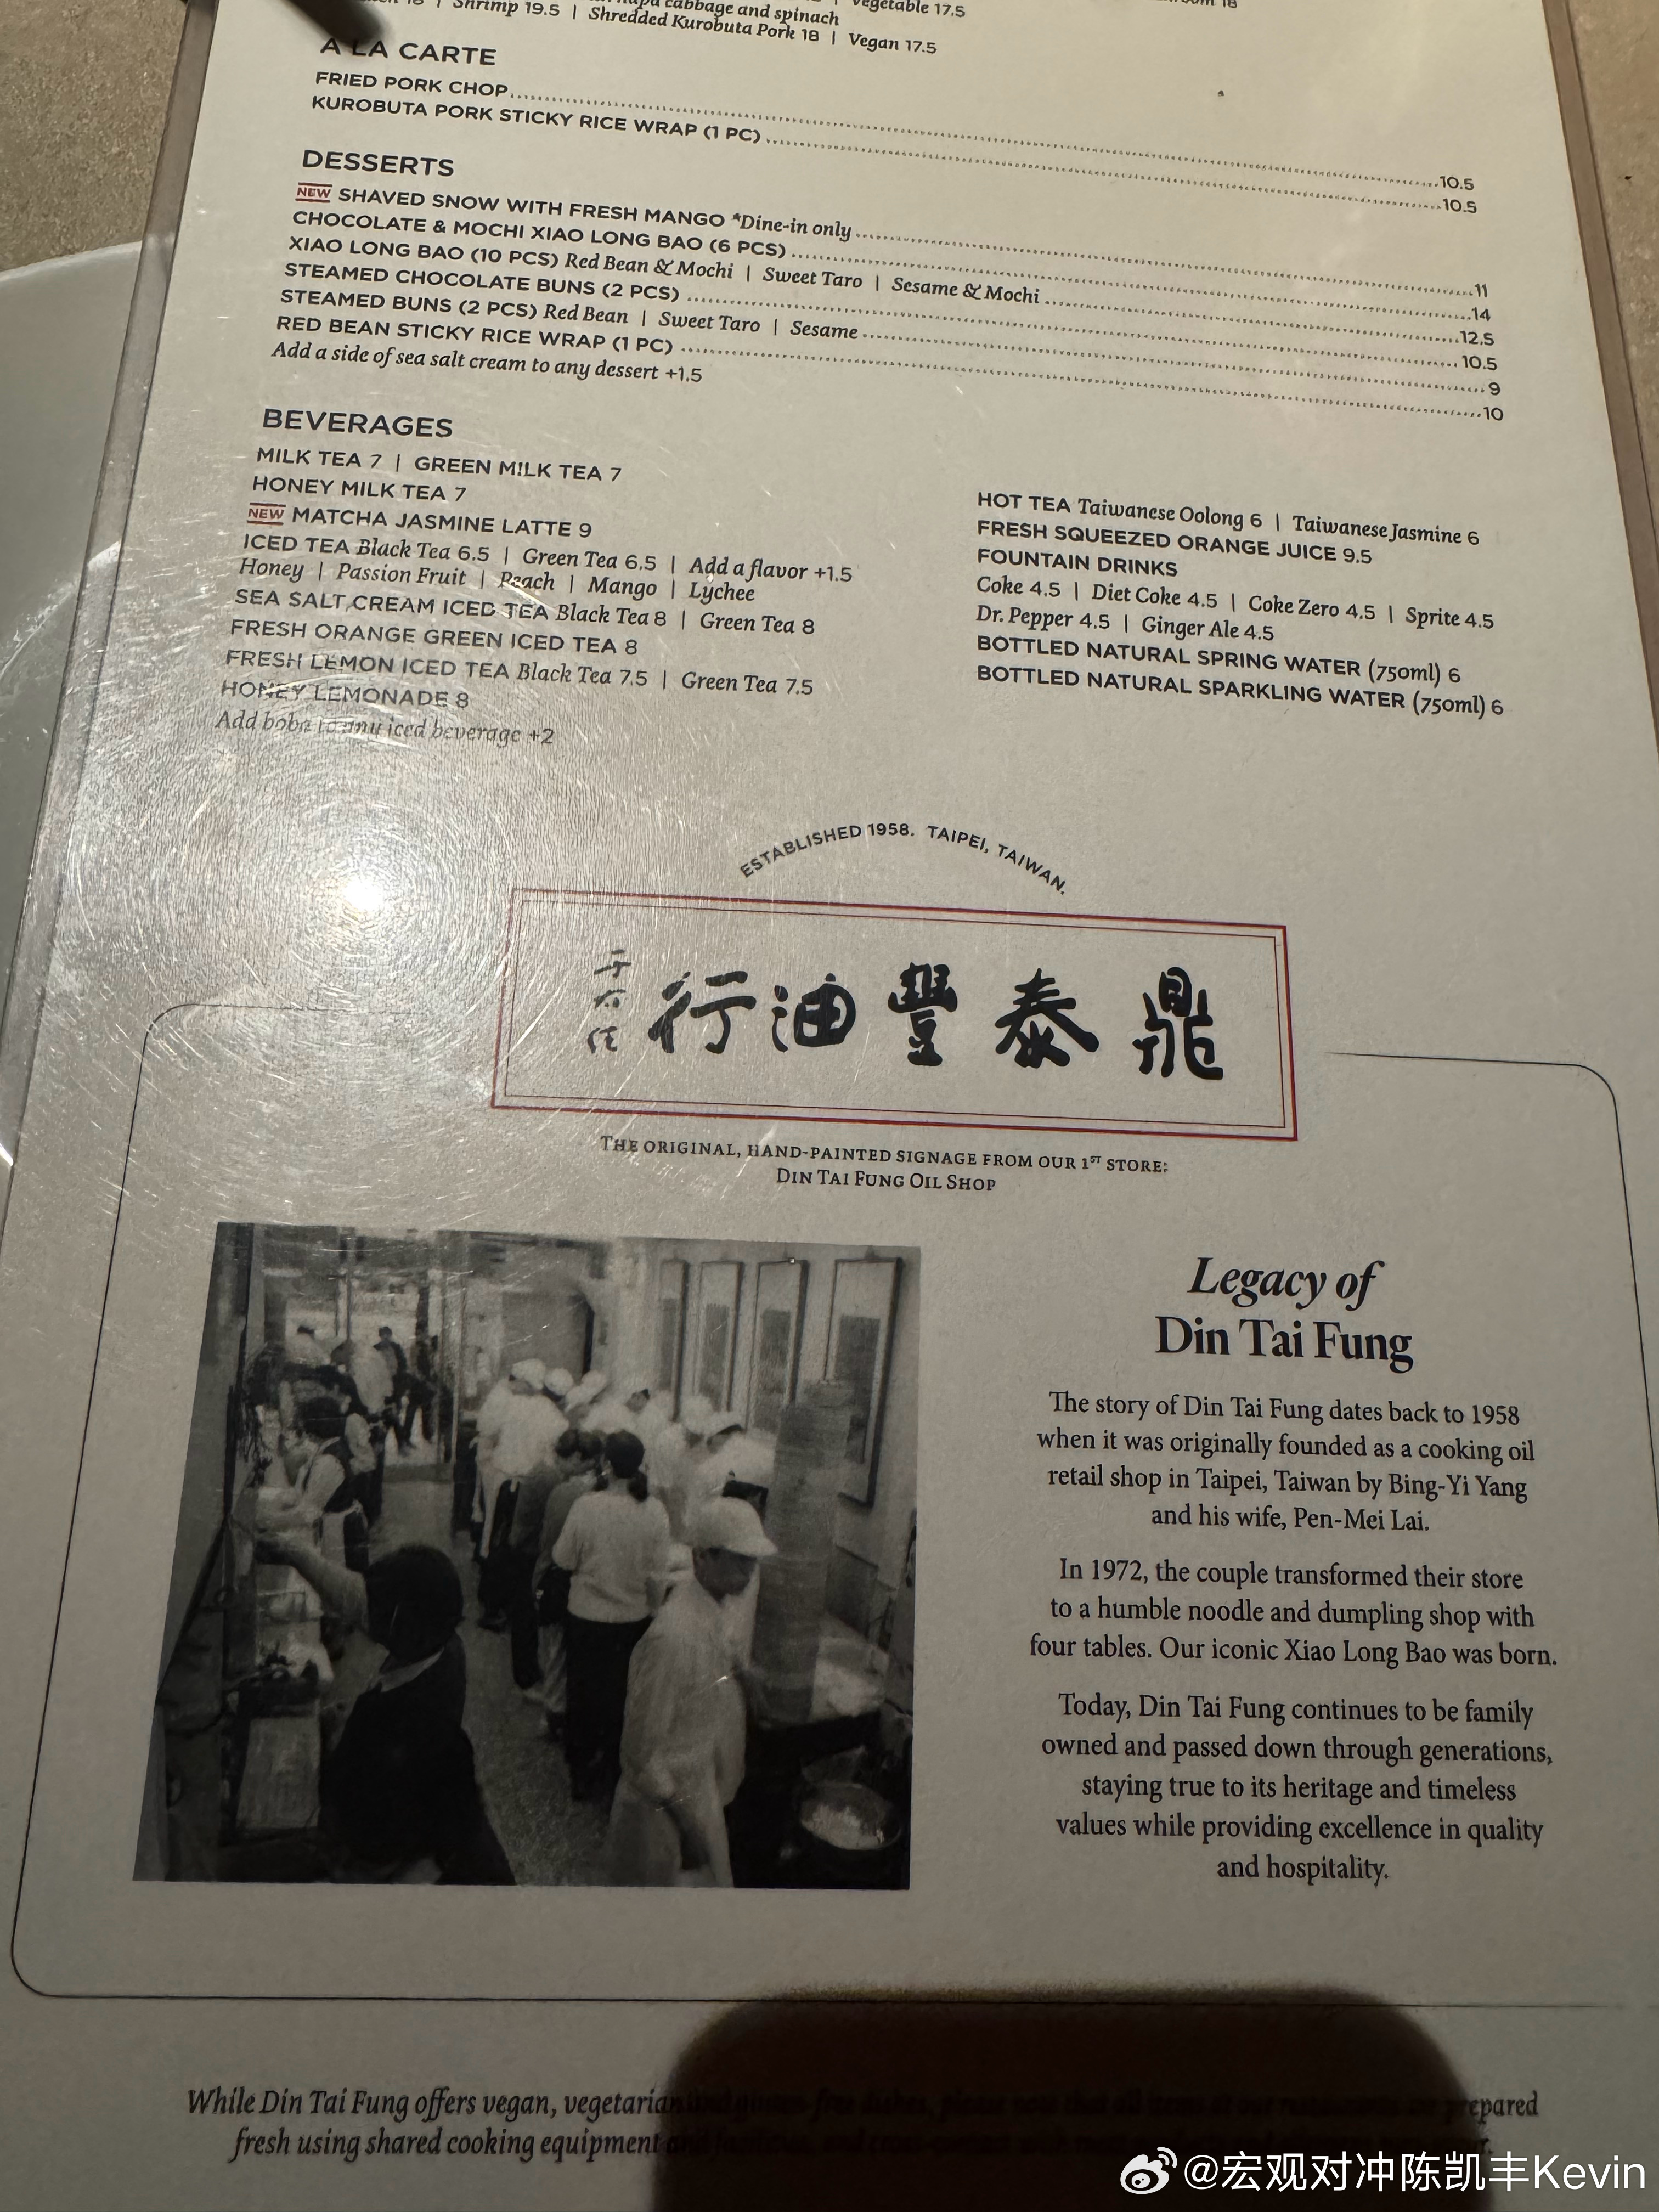 cabbage and spinach | Vegetable 17.5
18 | Shrimp 19.5 | Shredded Kurobuta Pork 18 | Vegan 17.5
A LA CARTE
FRIED PORK CHOP 10.5
KUROBUTA PORK STICKY RICE WRAP (1 PC) 10.5
DESSERTS
NEW SHAVED SNOW WITH FRESH MANGO *Dine-in only 11
CHOCOLATE & MOCHI XIAO LONG BAO (6 PCS) 14
XIAO LONG BAO (10 PCS) Red Bean & Mochi | Sweet Taro | Sesame & Mochi 12.5
STEAMED CHOCOLATE BUNS (2 PCS) 10.5
STEAMED BUNS (2 PCS) Red Bean | Sweet Taro | Sesame 9
RED BEAN STICKY RICE WRAP (1 PC) 10
Add a side of sea salt cream to any dessert +1.5
BEVERAGES
MILK TEA 7 | GREEN MILK TEA 7
HONEY MILK TEA 7
NEW MATCHA JASMINE LATTE 9
ICED TEA Black Tea 6.5 | Green Tea 6.5 | Add a flavor +1.5
Honey | Passion Fruit | Peach | Mango | Lychee
SEA SALT CREAM ICED TEA Black Tea 8 | Green Tea 8
FRESH ORANGE GREEN ICED TEA 8
FRESH LEMON ICED TEA Black Tea 7.5 | Green Tea 7.5
HONEY LEMONADE 8
Add boba to any iced beverage +2
HOT TEA Taiwanese Oolong 6 | Taiwanese Jasmine 6
FRESH SQUEEZED ORANGE JUICE 9.5
FOUNTAIN DRINKS
Coke 4.5 | Diet Coke 4.5 | Coke Zero 4.5 | Sprite 4.5
Dr. Pepper 4.5 | Ginger Ale 4.5
BOTTLED NATURAL SPRING WATER (750ml) 6
BOTTLED NATURAL SPARKLING WATER (750ml) 6
ESTABLISHED 1958. TAIPEI, TAIWAN.
鼎泰豐油行
于右任
THE ORIGINAL, HAND-PAINTED SIGNAGE FROM OUR 1ST STORE:
DIN TAI FUNG OIL SHOP
Legacy of
Din Tai Fung
The story of Din Tai Fung dates back to 1958
when it was originally founded as a cooking oil
retail shop in Taipei, Taiwan by Bing-Yi Yang
and his wife, Pen-Mei Lai.
In 1972, the couple transformed their store
to a humble noodle and dumpling shop with
four tables. Our iconic Xiao Long Bao was born.
Today, Din Tai Fung continues to be family
owned and passed down through generations,
staying true to its heritage and timeless
values while providing excellence in quality
and hospitality.
While Din Tai Fung offers vegan, vegetarian prepared
fresh using shared cooking equipment
@宏观对冲陈凯丰Kevin